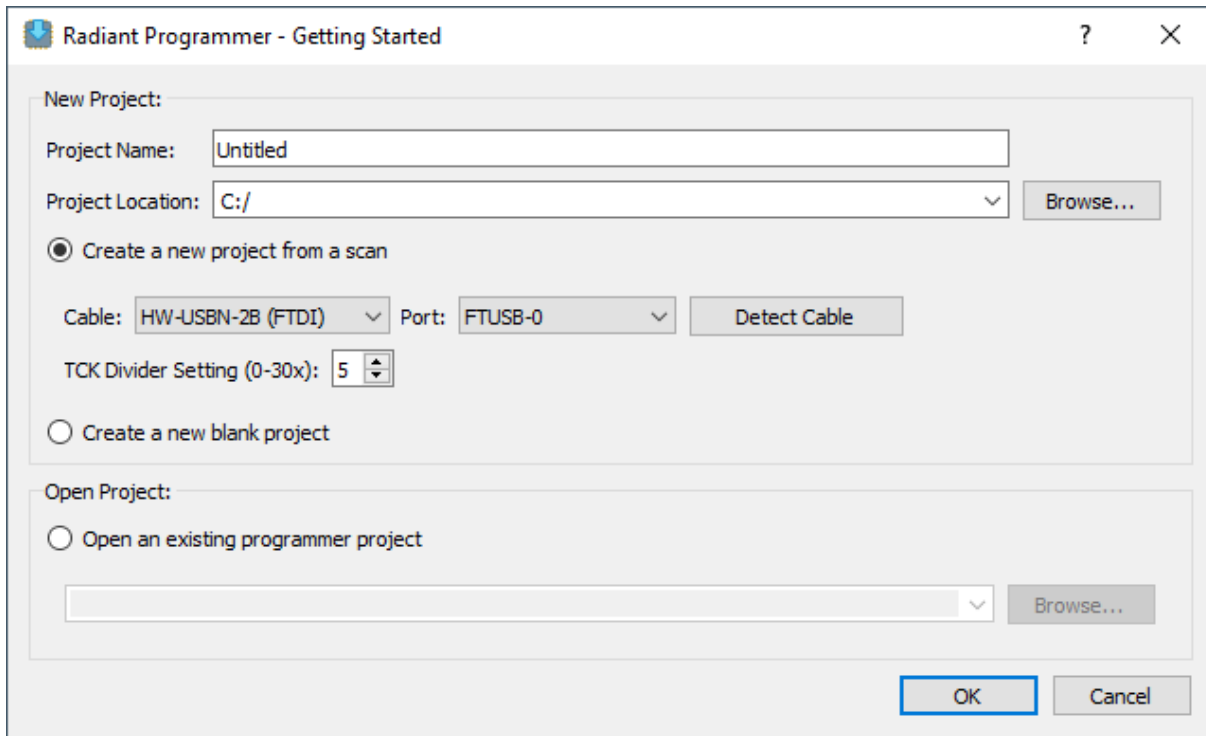 Radiant Programmer - Getting Started ?
New Project:
Project Name: Untitled
Project Location: C:/ Browse...
Create a new project from a scan
Cable: HW-USBN-2B (FTDI) Port: FTUSB-0 Detect Cable
TCK Divider Setting (0-30x): 5
Create a new blank project
Open Project:
Open an existing programmer project
Browse...
OK Cancel